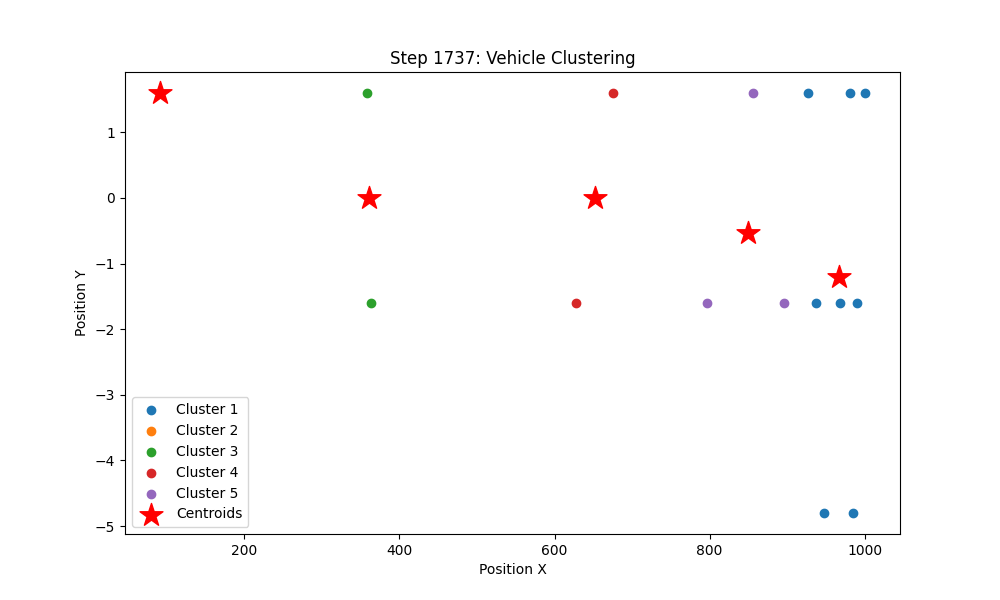 Step 1737: Vehicle Clustering
Position Y
1
0
−1
−2
−3
−4
−5
Cluster 1
Cluster 2
Cluster 3
Cluster 4
Cluster 5
Centroids
200
400
600
800
1000
Position X